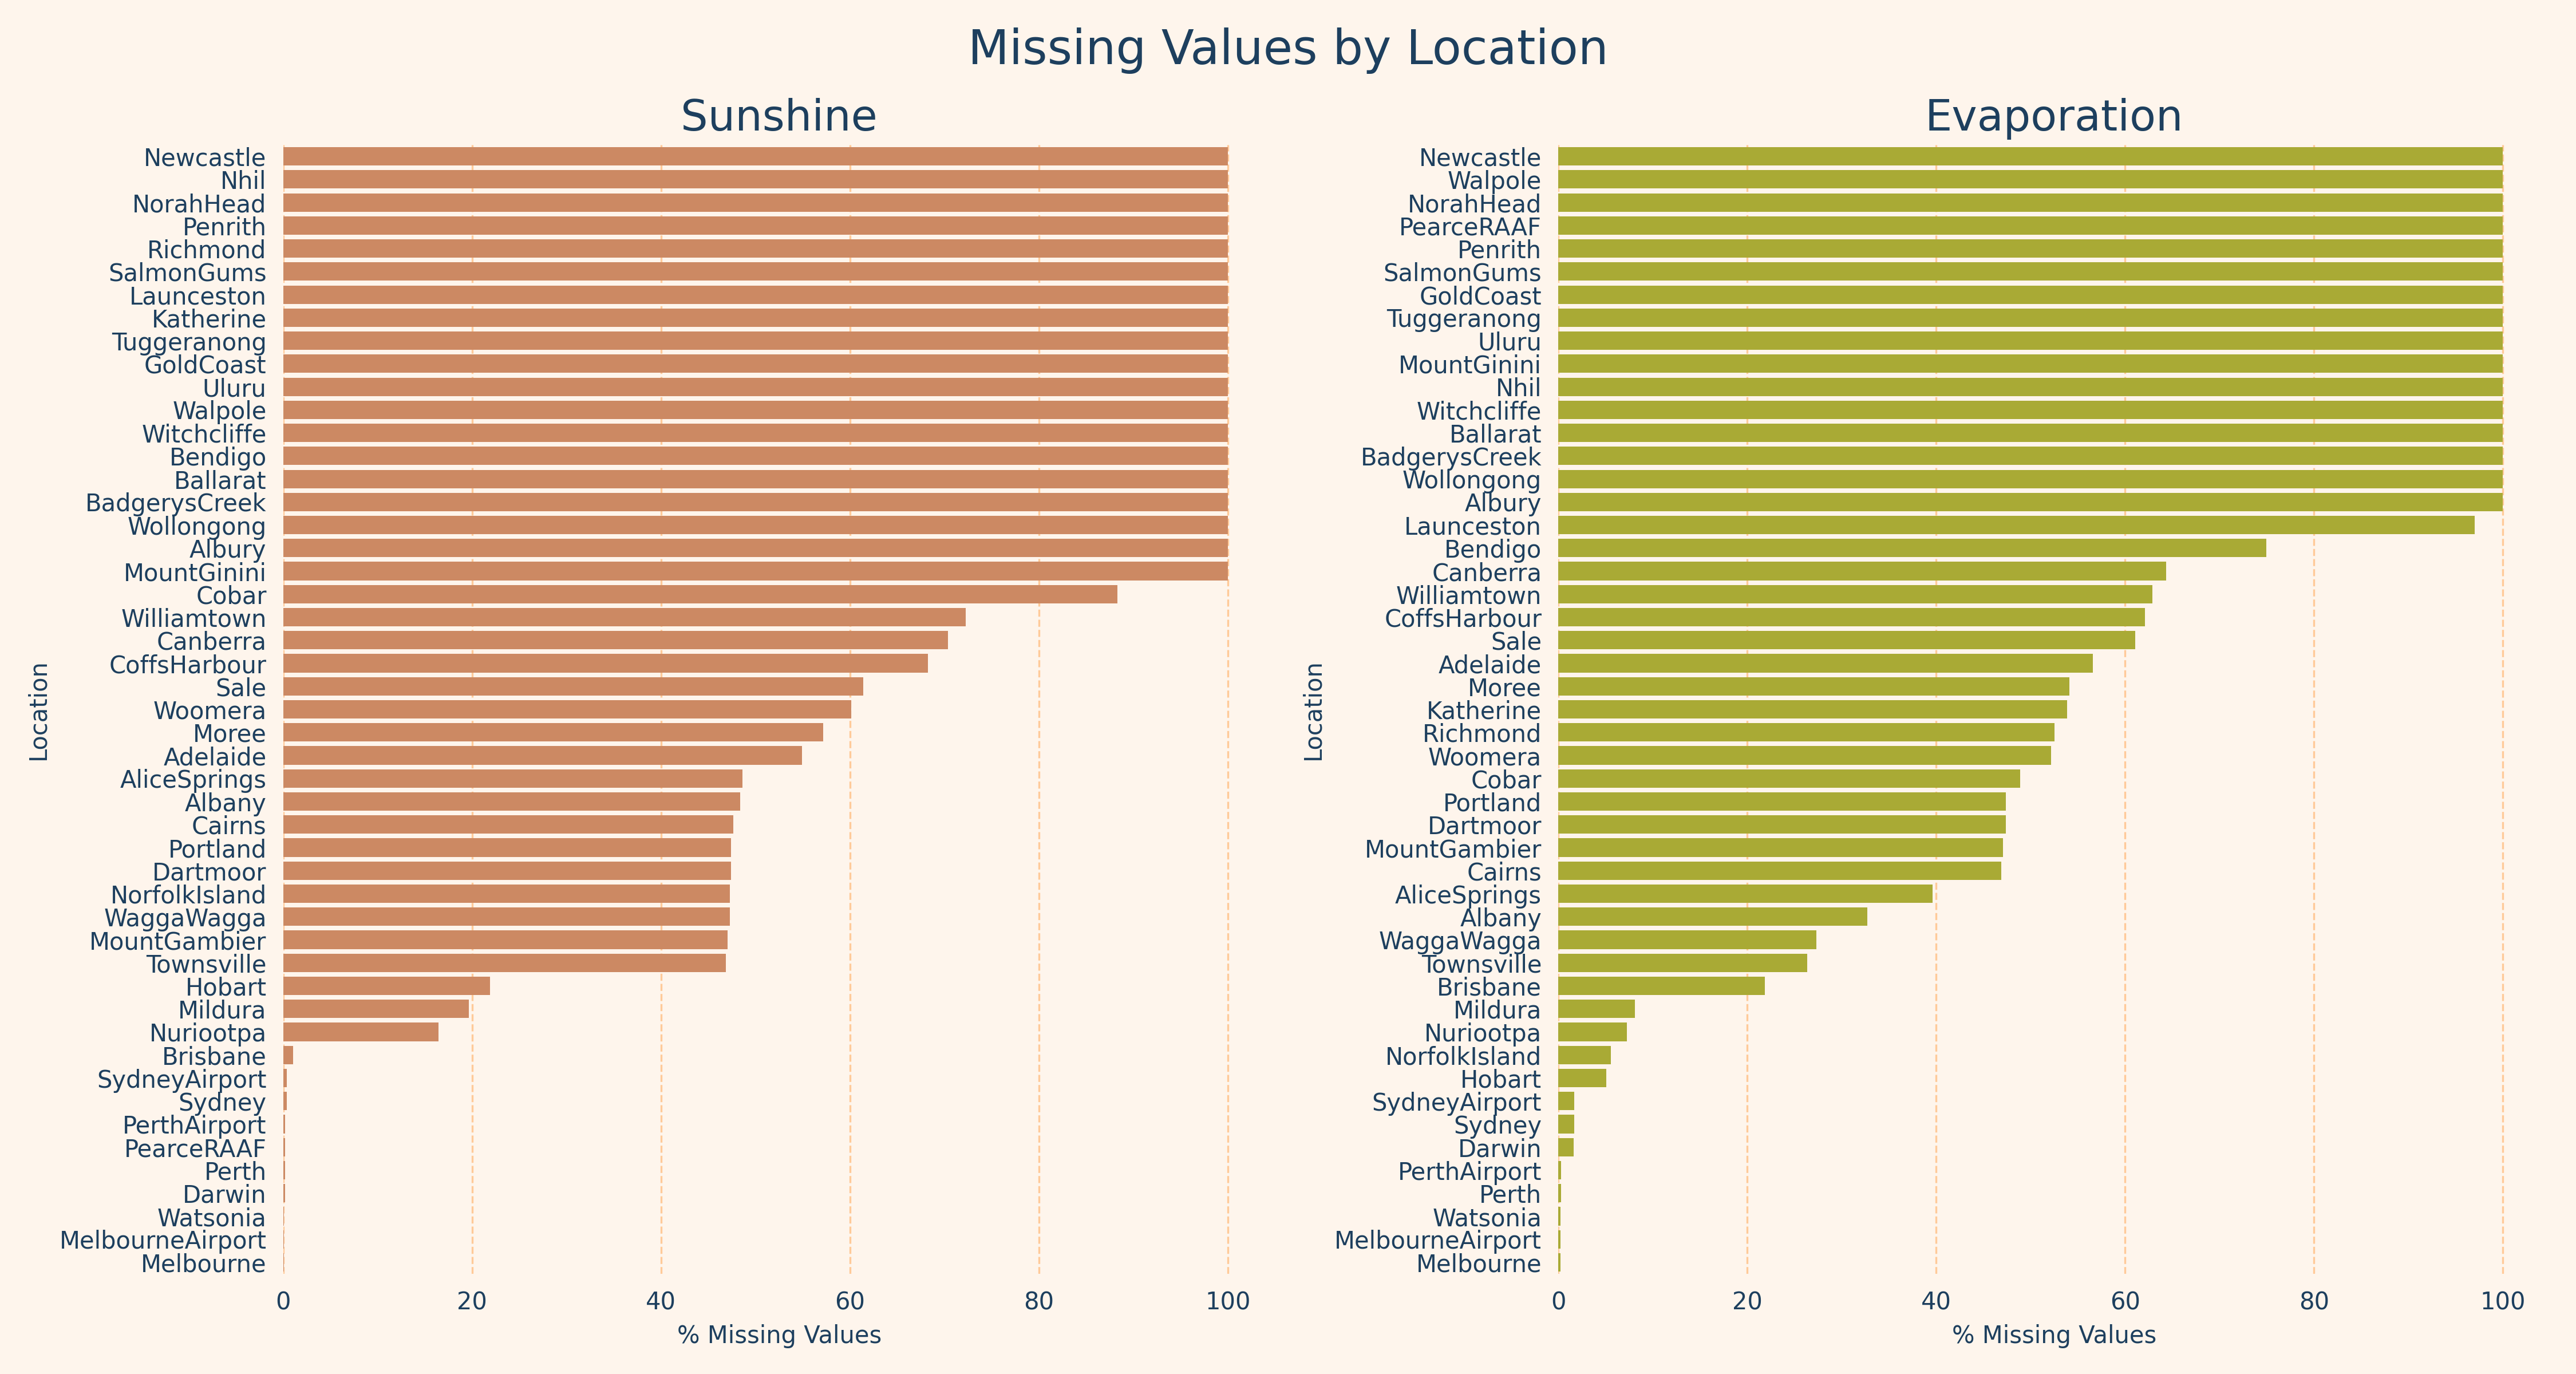 Missing Values by Location
Sunshine
Location
Newcastle
Nhil
NorahHead
Penrith
Richmond
SalmonGums
Launceston
Katherine
Tuggeranong
GoldCoast
Uluru
Walpole
Witchcliffe
Bendigo
Ballarat
BadgerysCreek
Wollongong
Albury
MountGinini
Cobar
Williamtown
Canberra
CoffsHarbour
Sale
Woomera
Moree
Adelaide
AliceSprings
Albany
Cairns
Portland
Dartmoor
NorfolkIsland
WaggaWagga
MountGambier
Townsville
Hobart
Mildura
Nuriootpa
Brisbane
SydneyAirport
Sydney
PerthAirport
PearceRAAF
Perth
Darwin
Watsonia
MelbourneAirport
Melbourne
0 20 40 60 80 100
% Missing Values
Evaporation
Location
Newcastle
Walpole
NorahHead
PearceRAAF
Penrith
SalmonGums
GoldCoast
Tuggeranong
Uluru
MountGinini
Nhil
Witchcliffe
Ballarat
BadgerysCreek
Wollongong
Albury
Launceston
Bendigo
Canberra
Williamtown
CoffsHarbour
Sale
Adelaide
Moree
Katherine
Richmond
Woomera
Cobar
Portland
Dartmoor
MountGambier
Cairns
AliceSprings
Albany
WaggaWagga
Townsville
Brisbane
Mildura
Nuriootpa
NorfolkIsland
Hobart
SydneyAirport
Sydney
Darwin
PerthAirport
Perth
Watsonia
MelbourneAirport
Melbourne
0 20 40 60 80 100
% Missing Values